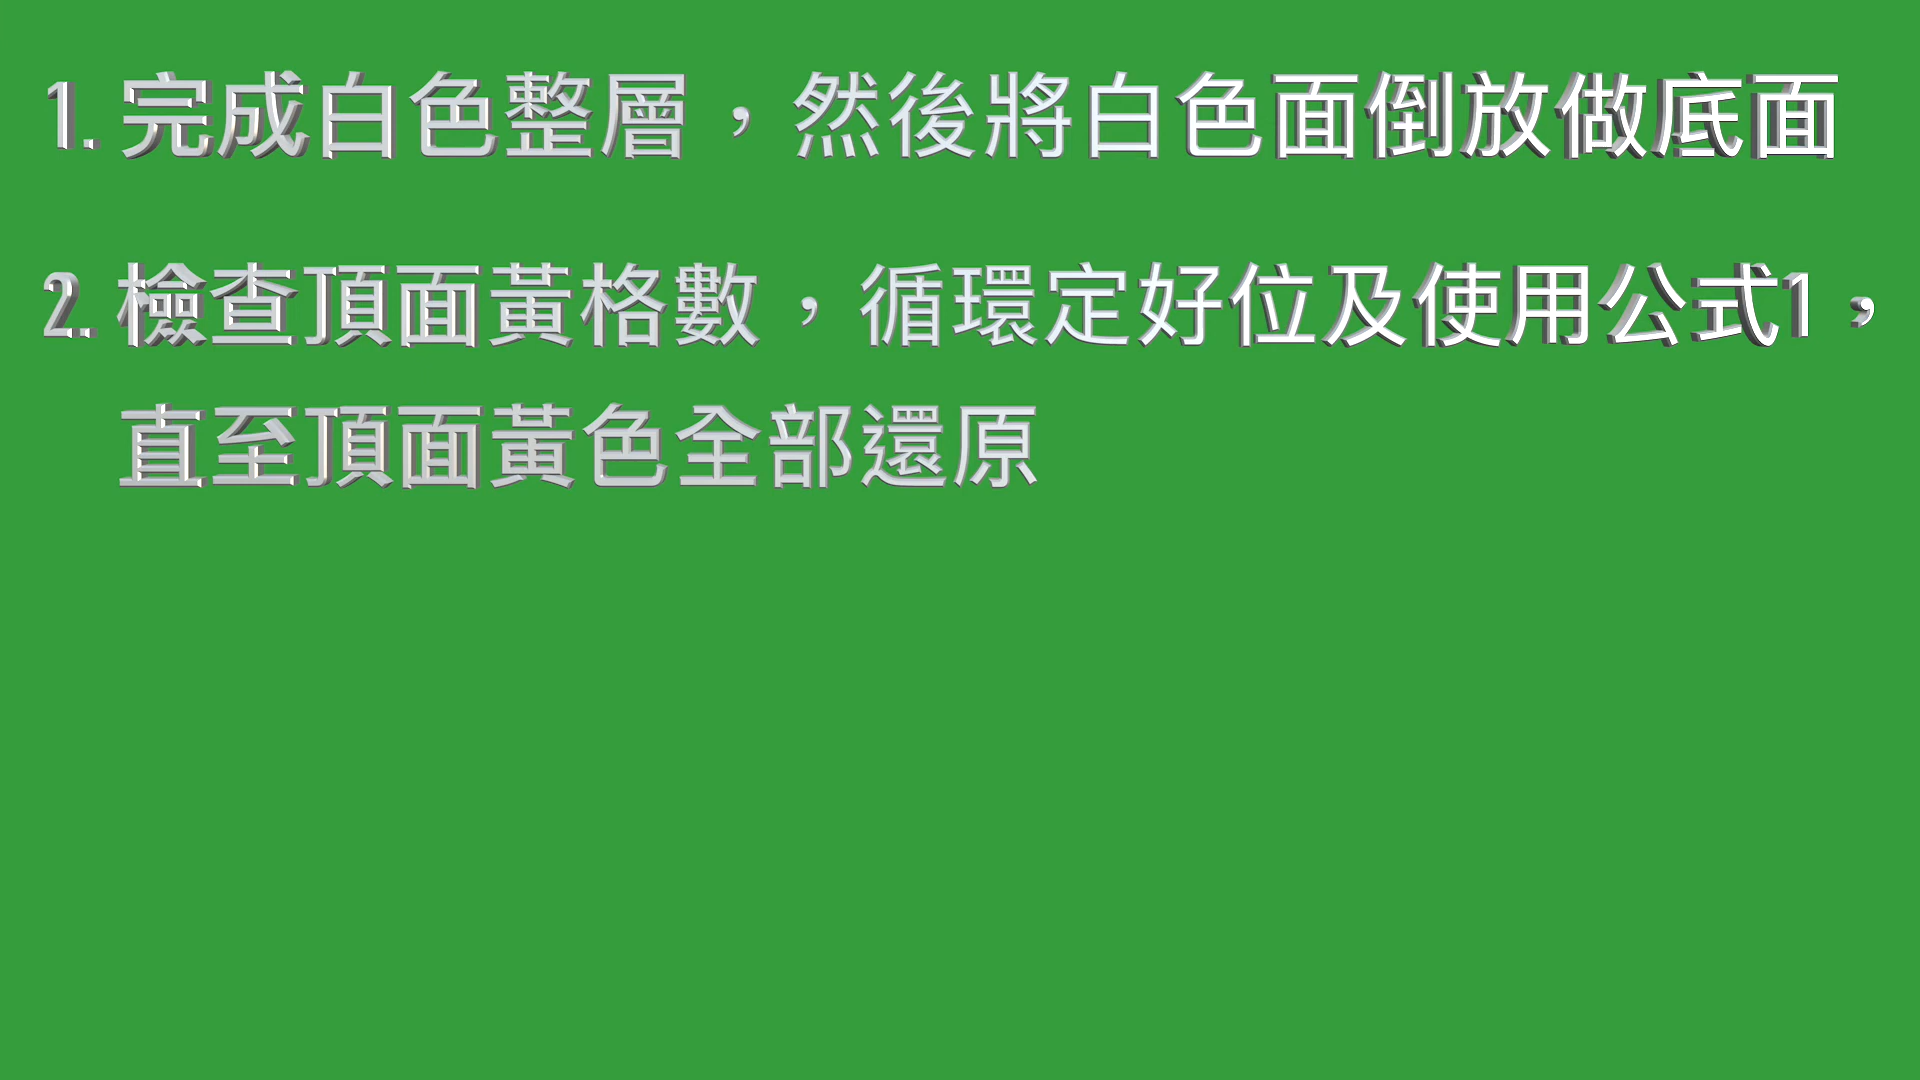 1. 完成白色整層，然後將白色面倒放做底面
2. 檢查頂面黃格數，循環定好位及使用公式1，
直至頂面黃色全部還原